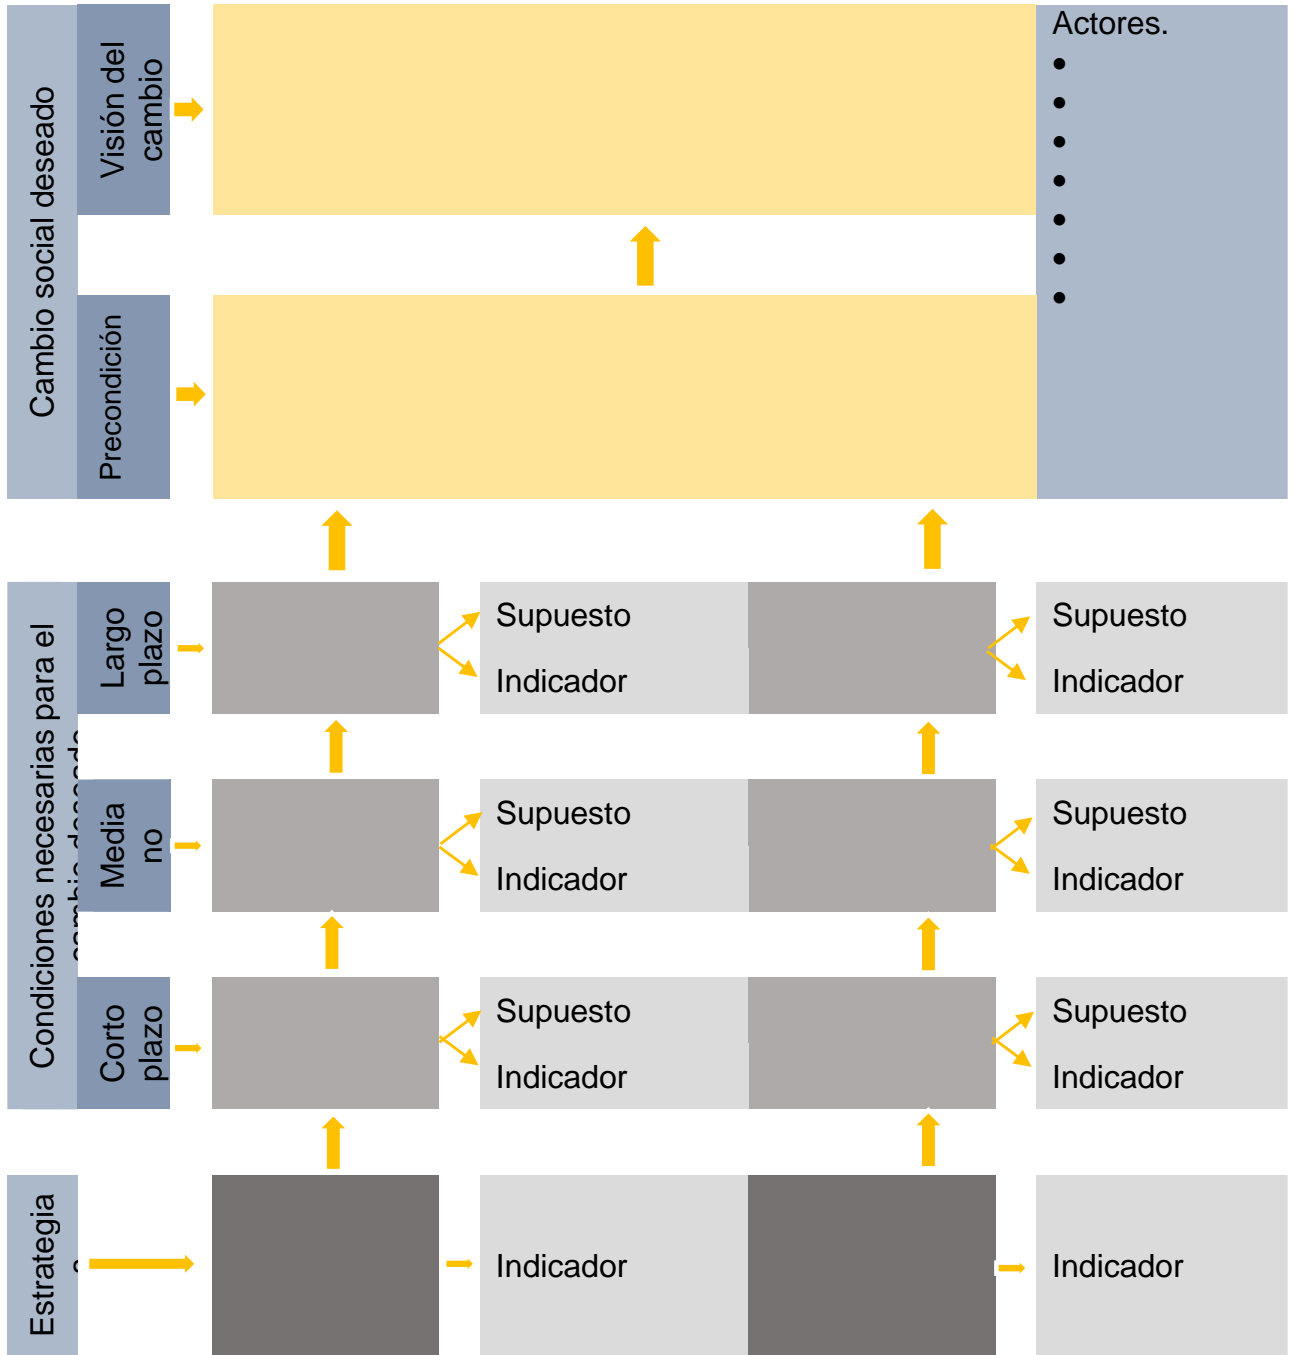 Cambio social deseado
Visión del
cambio
Actores.
•
•
•
•
•
•
•
Precondición
Condiciones necesarias para el
Largo
plazo
Supuesto
Indicador
Supuesto
Indicador
Media
no
Supuesto
Indicador
Supuesto
Indicador
Corto
plazo
Supuesto
Indicador
Supuesto
Indicador
Estrategia
Indicador
Indicador